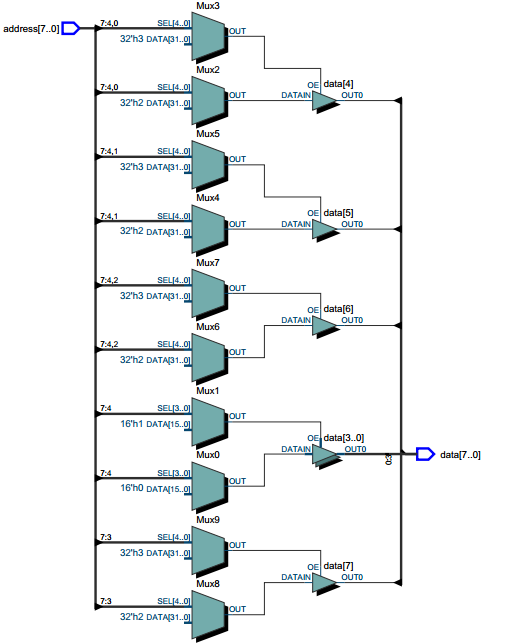 Mux3
address[7..0]
7:4,0 SEL[4..0] OUT
32'h3 DATA[31..0]
Mux2
OE data[4]
7:4,0 SEL[4..0] OUT DATAIN OUT0
32'h2 DATA[31..0]
Mux5
7:4,1 SEL[4..0] OUT
32'h3 DATA[31..0]
Mux4
OE data[5]
7:4,1 SEL[4..0] OUT DATAIN OUT0
32'h2 DATA[31..0]
Mux7
7:4,2 SEL[4..0] OUT
32'h3 DATA[31..0]
OE data[6]
DATAIN OUT0
Mux6
7:4,2 SEL[4..0] OUT
32'h2 DATA[31..0]
Mux1
7:4 SEL[3..0] OUT
16'h1 DATA[15..0]
OE data[3..0]
DATAIN OUT0
data[7..0]
Mux0
7:4 SEL[3..0] OUT
16'h0 DATA[15..0]
Mux9
7:3 SEL[4..0] OUT
32'h3 DATA[31..0]
OE data[7]
DATAIN OUT0
Mux8
7:3 SEL[4..0] OUT
32'h2 DATA[31..0]